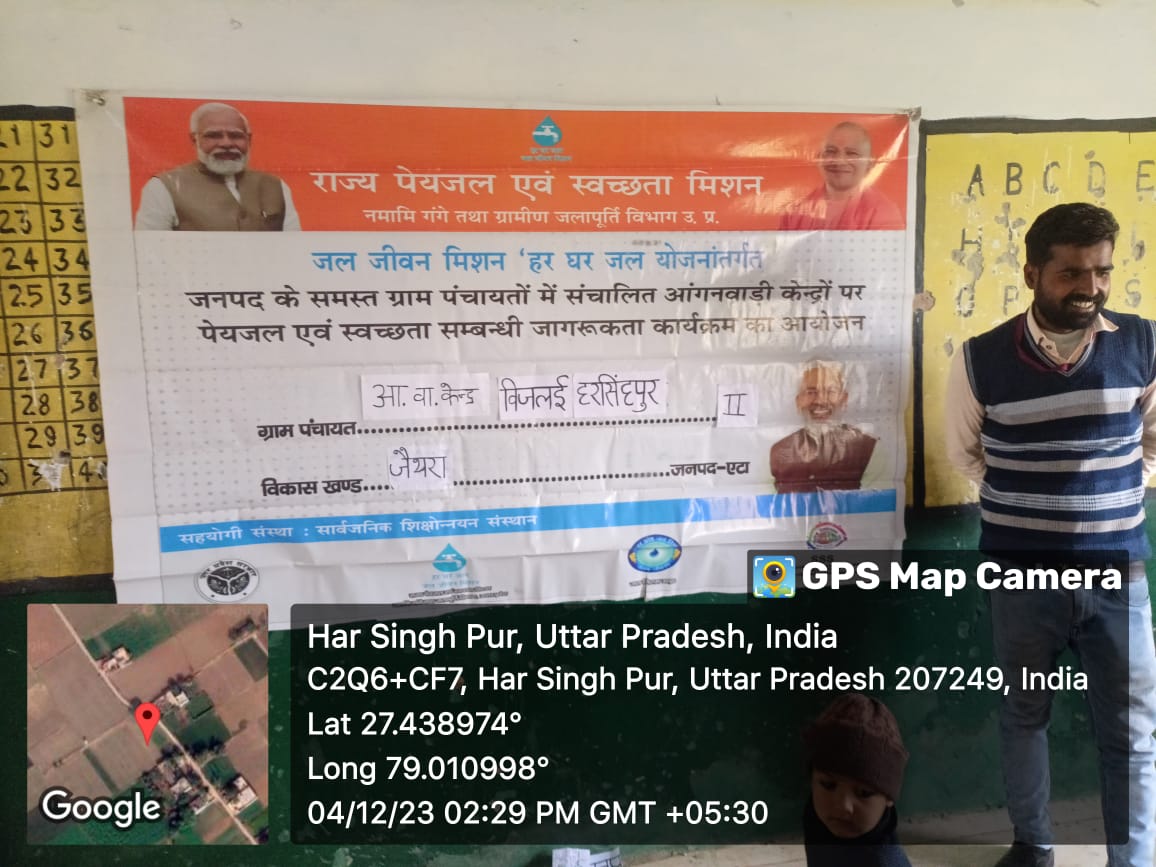 राज्य पेयजल एवं स्वच्छता मिशन
नमामि गंगे तथा ग्रामीण जलापूर्ति विभाग उ. प्र.
जल जीवन मिशन ‘हर घर जल योजनांतर्गत
जनपद के समस्त ग्राम पंचायतों में संचालित आंगनवाड़ी केन्द्रों पर
पेयजल एवं स्वच्छता सम्बन्धी जागरूकता कार्यक्रम का आयोजन
आ. वा. केन्द्र विजलई हरसिंहपुर II
ग्राम पंचायत
जैथरा
विकास खण्ड जनपद-एटा
सहयोगी संस्था : सार्वजनिक शिक्षोन्नयन संस्थान
SSS
21 31
22 32
23 33
24 34
25 35
26 36
27 37
28 38
29 39
A B C D E
GPS Map Camera
Har Singh Pur, Uttar Pradesh, India
C2Q6+CF7, Har Singh Pur, Uttar Pradesh 207249, India
Lat 27.438974°
Long 79.010998°
04/12/23 02:29 PM GMT +05:30
Google